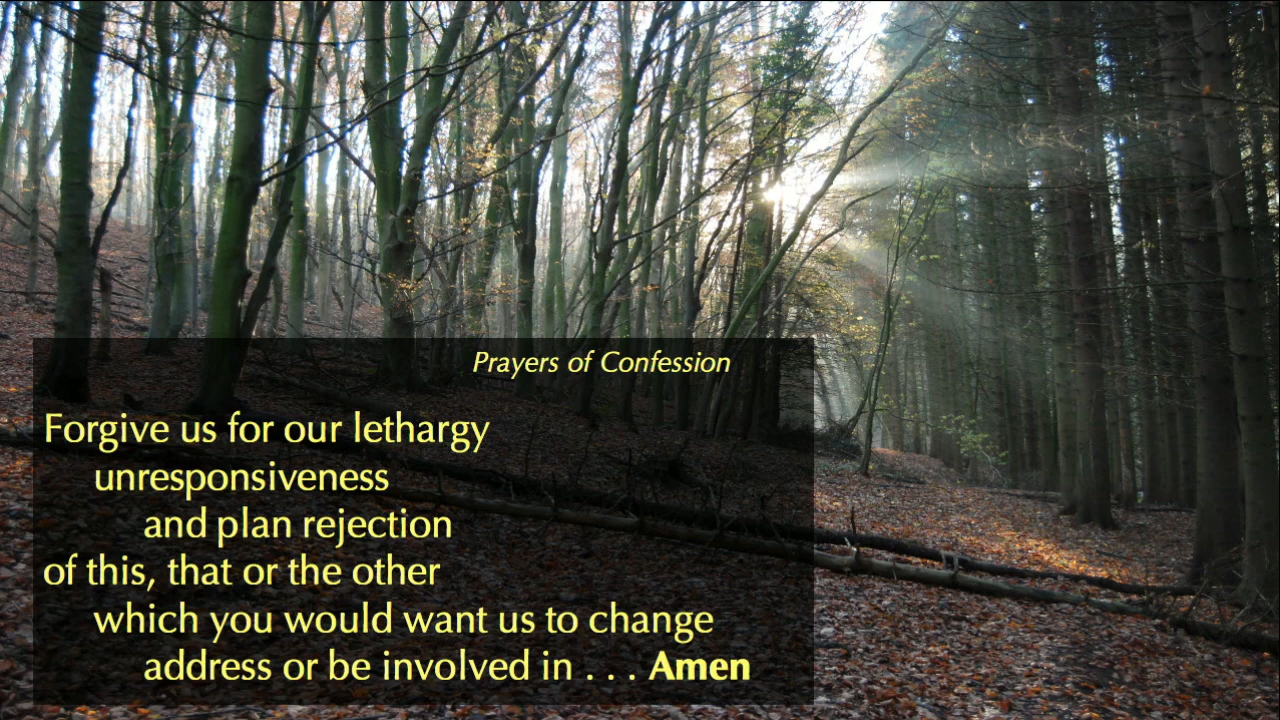 Prayers of Confession
Forgive us for our lethargy
unresponsiveness
and plan rejection
of this, that or the other
which you would want us to change
address or be involved in . . . Amen